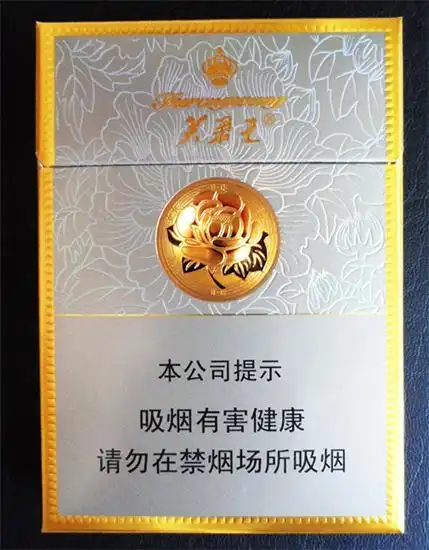 Furongwang
芙蓉王®
本公司提示
吸烟有害健康
请勿在禁烟场所吸烟